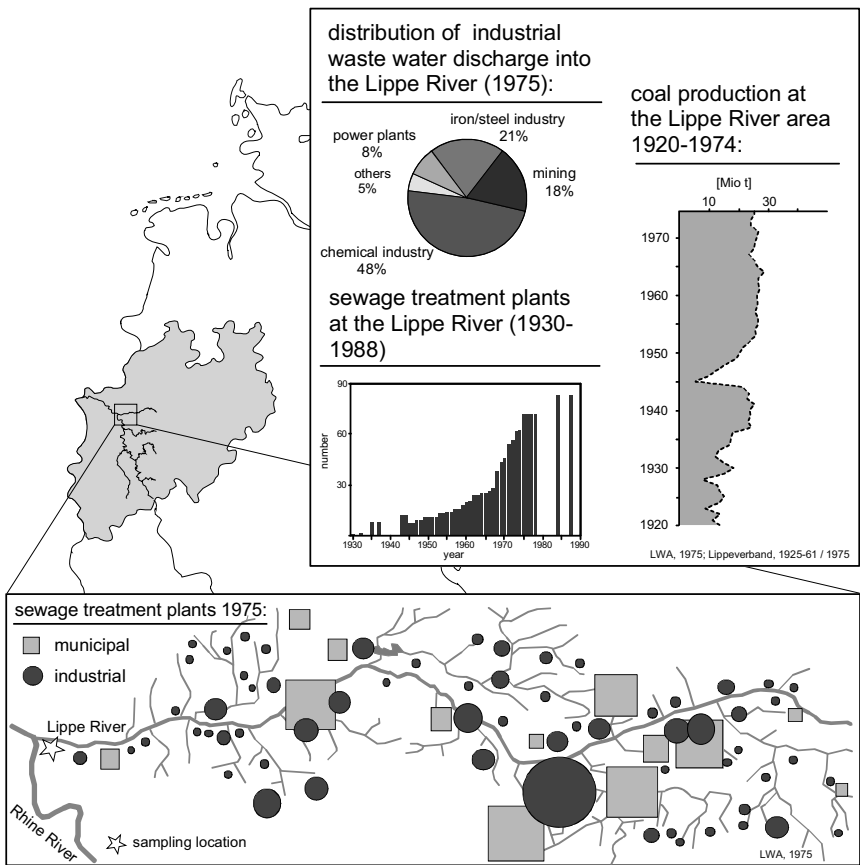 distribution of industrial
waste water discharge into
the Lippe River (1975):
iron/steel industry
21%
power plants
8%
others
5%
mining
18%
chemical industry
48%
sewage treatment plants
at the Lippe River (1930-
1988)
90
60
30
number
1930 1940 1950 1960 1970 1980 1990
year
coal production at
the Lippe River area
1920-1974:
[Mio t]
10 30
1970
1960
1950
1940
1930
1920
LWA, 1975; Lippeverband, 1925-61 / 1975
sewage treatment plants 1975:
municipal
industrial
Lippe River
Rhine River
sampling location
LWA, 1975